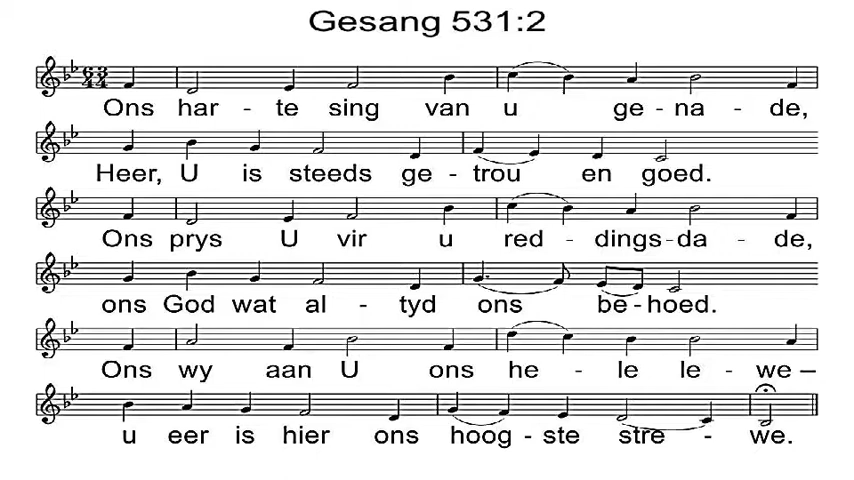 Gesang 531:2
63
44
Ons har - te sing van u ge - na - de,
Heer, U is steeds ge - trou en goed.
Ons prys U vir u red - dings - da - de,
ons God wat al - tyd ons be - hoed.
Ons wy aan U ons he - le le - we –
u eer is hier ons hoog - ste stre - we.